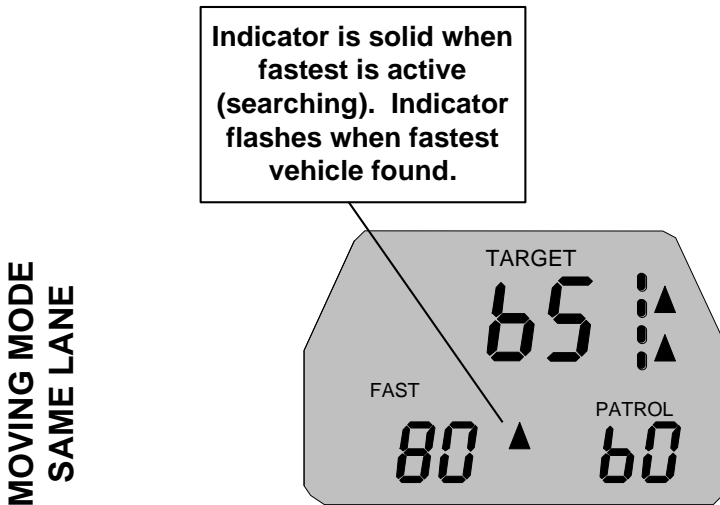 Indicator is solid when
fastest is active
(searching). Indicator
flashes when fastest
vehicle found.
MOVING MODE
SAME LANE
TARGET
65
FAST
80
PATROL
60